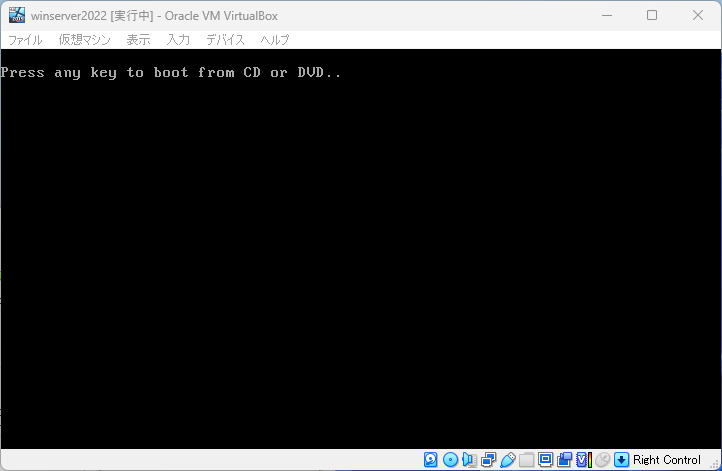 winserver2022 [実行中] - Oracle VM VirtualBox
ファイル 仮想マシン 表示 入力 デバイス ヘルプ
Press any key to boot from CD or DVD..
Right Control